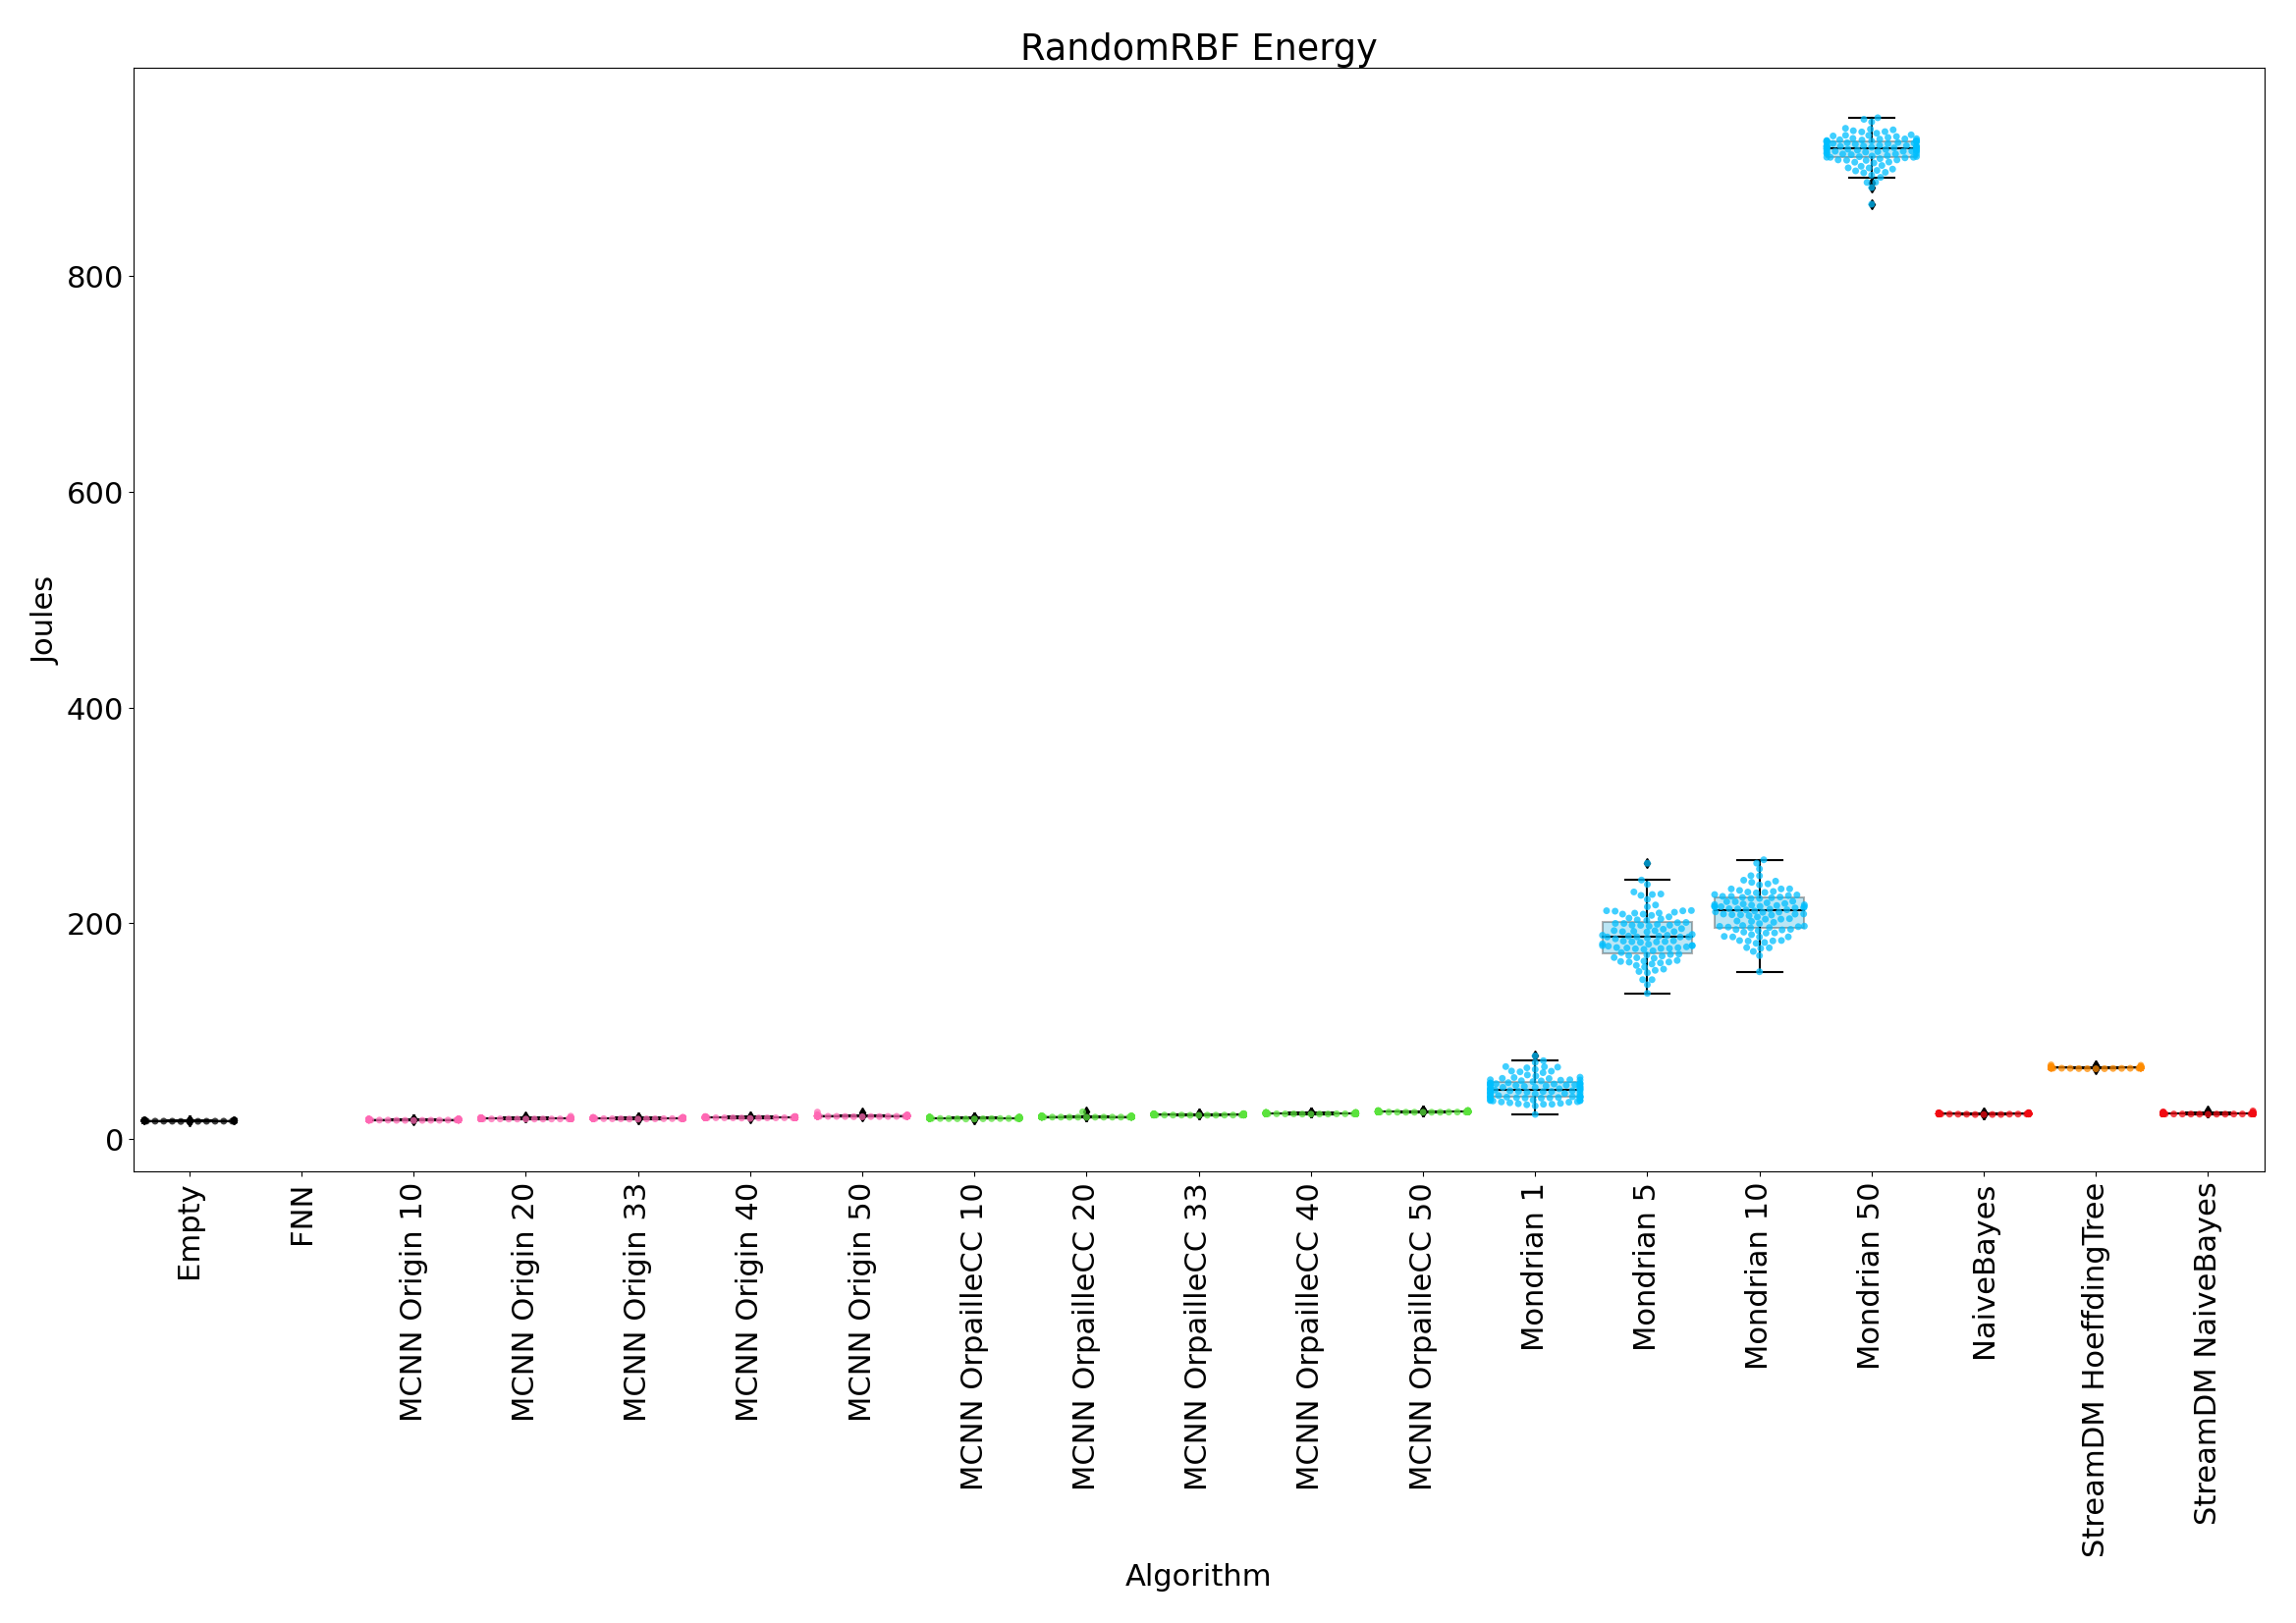 RandomRBF Energy
Joules
800
600
400
200
0
Empty
FNN
MCNN Origin 10
MCNN Origin 20
MCNN Origin 33
MCNN Origin 40
MCNN Origin 50
MCNN OrpailleCC 10
MCNN OrpailleCC 20
MCNN OrpailleCC 33
MCNN OrpailleCC 40
MCNN OrpailleCC 50
Mondrian 1
Mondrian 5
Mondrian 10
Mondrian 50
NaiveBayes
StreamDM HoeffdingTree
StreamDM NaiveBayes
Algorithm